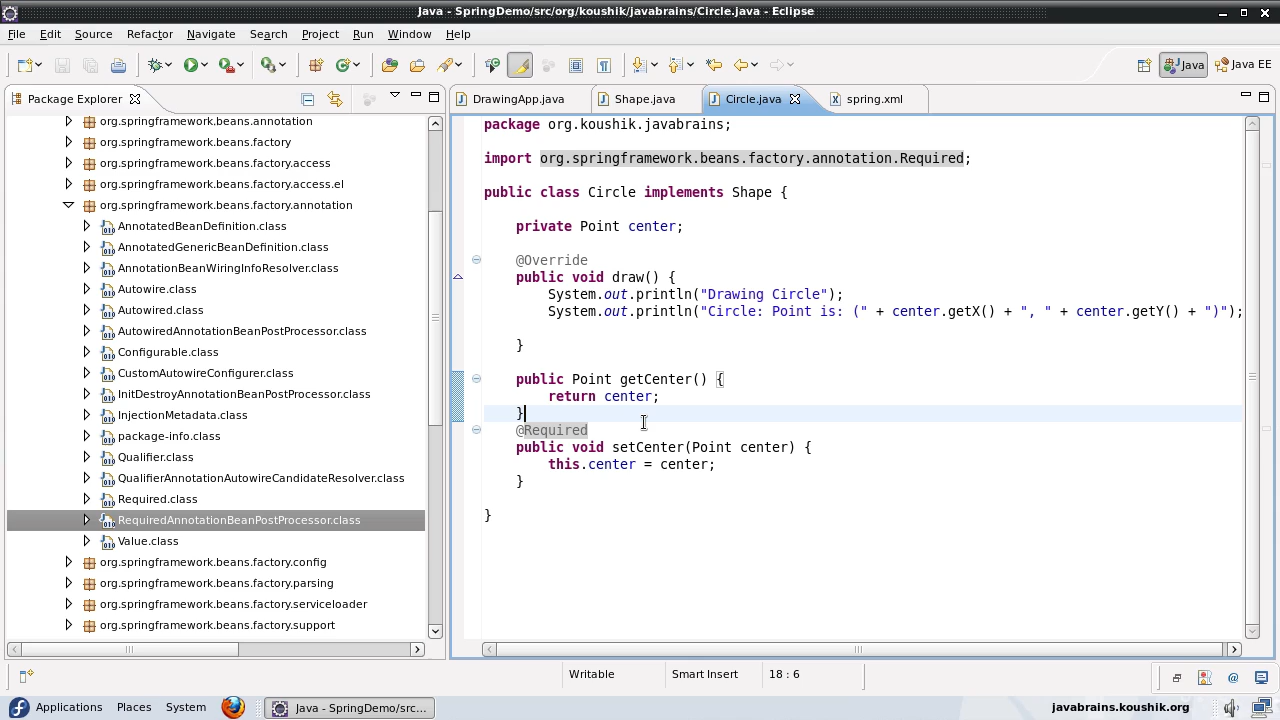 Java - SpringDemo/src/org/koushik/javabrains/Circle.java - Eclipse
File Edit Source Refactor Navigate Search Project Run Window Help
Java Java EE
Package Explorer
DrawingApp.java Shape.java Circle.java spring.xml
org.springframework.beans.annotation
org.springframework.beans.factory
org.springframework.beans.factory.access
org.springframework.beans.factory.access.el
org.springframework.beans.factory.annotation
AnnotatedBeanDefinition.class
AnnotatedGenericBeanDefinition.class
AnnotationBeanWiringInfoResolver.class
Autowire.class
Autowired.class
AutowiredAnnotationBeanPostProcessor.class
Configurable.class
CustomAutowireConfigurer.class
InitDestroyAnnotationBeanPostProcessor.class
InjectionMetadata.class
package-info.class
Qualifier.class
QualifierAnnotationAutowireCandidateResolver.class
Required.class
RequiredAnnotationBeanPostProcessor.class
Value.class
org.springframework.beans.factory.config
org.springframework.beans.factory.parsing
org.springframework.beans.factory.serviceloader
org.springframework.beans.factory.support
package org.koushik.javabrains;
import org.springframework.beans.factory.annotation.Required;
public class Circle implements Shape {
private Point center;
@Override
public void draw() {
System.out.println("Drawing Circle");
System.out.println("Circle: Point is: (" + center.getX() + ", " + center.getY() + ")");
}
public Point getCenter() {
return center;
}
@Required
public void setCenter(Point center) {
this.center = center;
}
}
Writable Smart Insert 18 : 6
Applications Places System Java - SpringDemo/src... javabrains.koushik.org